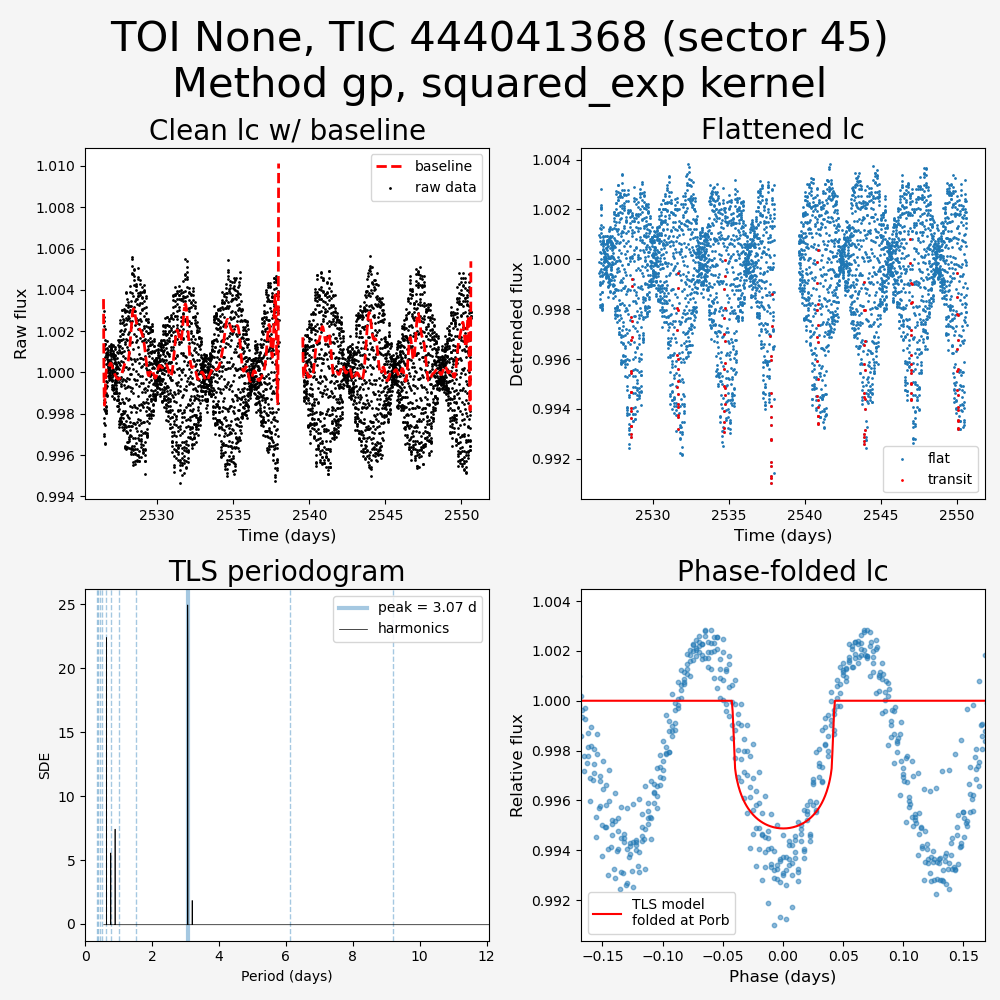 TOI None, TIC 444041368 (sector 45)
Method gp, squared_exp kernel
Clean lc w/ baseline
Raw flux
1.010
1.008
1.006
1.004
1.002
1.000
0.998
0.996
0.994
baseline
raw data
2530
2535
2540
2545
2550
Time (days)
Flattened lc
Detrended flux
1.004
1.002
1.000
0.998
0.996
0.994
0.992
flat
transit
2530
2535
2540
2545
2550
Time (days)
TLS periodogram
SDE
25
20
15
10
5
0
peak = 3.07 d
harmonics
0
2
4
6
8
10
12
Period (days)
Phase-folded lc
Relative flux
1.004
1.002
1.000
0.998
0.996
0.994
0.992
TLS model
folded at Porb
−0.15
−0.10
−0.05
0.00
0.05
0.10
0.15
Phase (days)